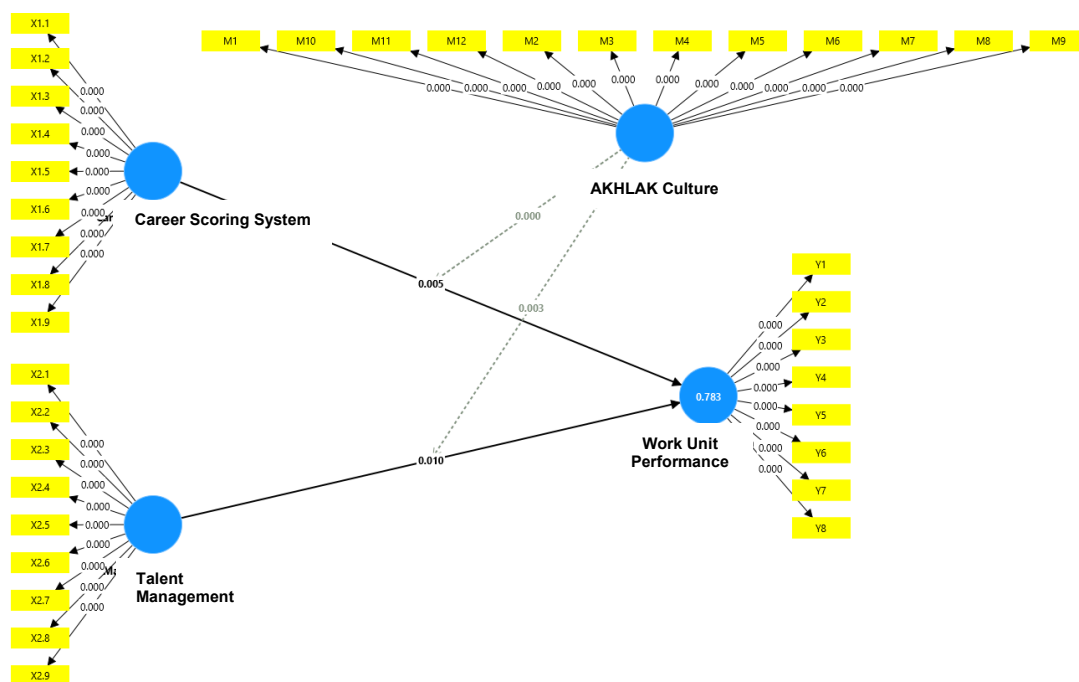 X1.1
X1.2
X1.3
X1.4
X1.5
X1.6
X1.7
X1.8
X1.9
0.000
0.000
0.000
0.000
0.000
0.000
0.000
0.000
0.000
Career Scoring System
M1
M10
M11
M12
M2
M3
M4
M5
M6
M7
M8
M9
0.000
0.000
0.000
0.000
0.000
0.000
0.000
0.000
0.000
0.000
0.000
0.000
AKHLAK Culture
0.000
0.005
0.003
0.010
X2.1
X2.2
X2.3
X2.4
X2.5
X2.6
X2.7
X2.8
X2.9
0.000
0.000
0.000
0.000
0.000
0.000
0.000
0.000
0.000
Talent
Management
0.783
Work Unit
Performance
0.000
0.000
0.000
0.000
0.000
0.000
0.000
0.000
Y1
Y2
Y3
Y4
Y5
Y6
Y7
Y8